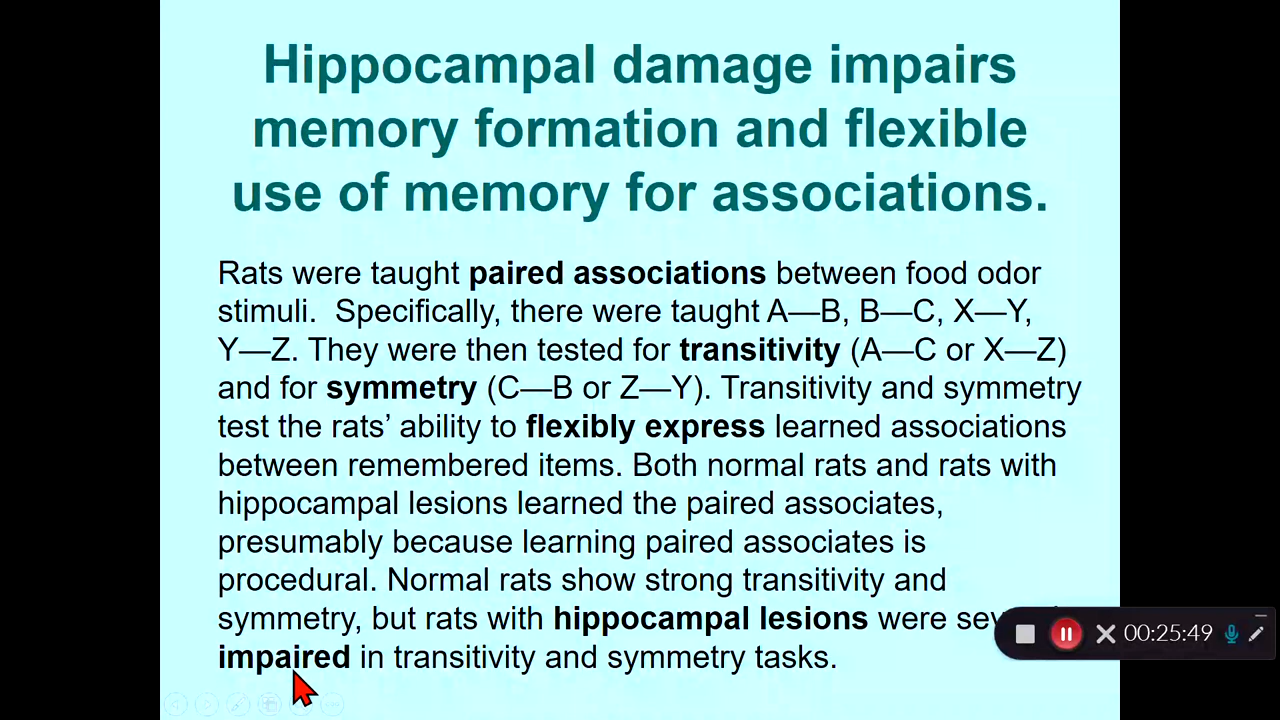 Hippocampal damage impairs
memory formation and flexible
use of memory for associations.
Rats were taught paired associations between food odor
stimuli.  Specifically, there were taught A—B, B—C, X—Y,
Y—Z. They were then tested for transitivity (A—C or X—Z)
and for symmetry (C—B or Z—Y). Transitivity and symmetry
test the rats’ ability to flexibly express learned associations
between remembered items. Both normal rats and rats with
hippocampal lesions learned the paired associates,
presumably because learning paired associates is
procedural. Normal rats show strong transitivity and
symmetry, but rats with hippocampal lesions were
impaired in transitivity and symmetry tasks.
00:25:49